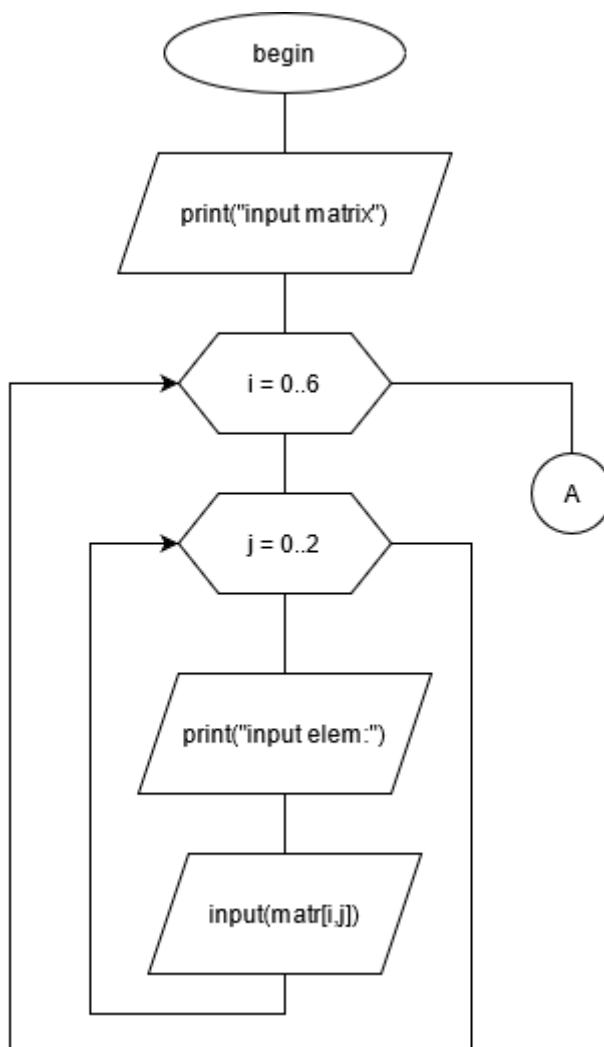 begin
print("input matrix")
i = 0..6
A
j = 0..2
print("input elem:")
input(matr[i,j])